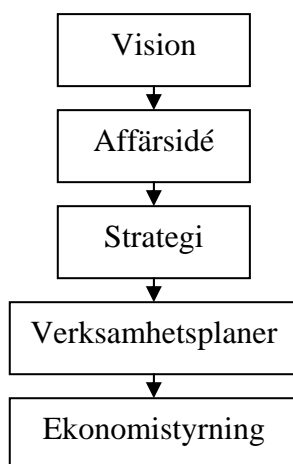 Vision
Affärsidé
Strategi
Verksamhetsplaner
Ekonomistyrning